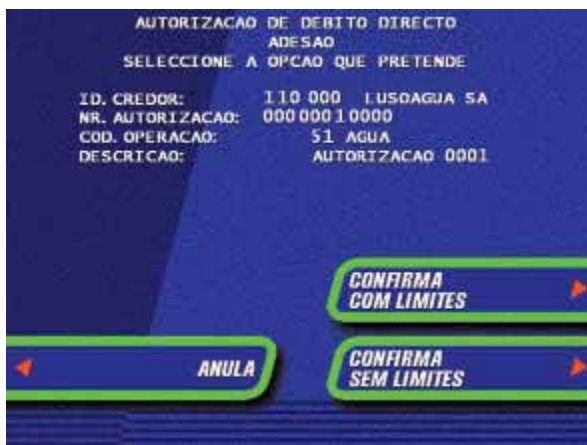 AUTORIZACAO DE DEBITO DIRECTO
ADESAO
SELECCIONE A OPCAO QUE PRETENDE
ID. CREDOR: 110 000 LUSOAGUA SA
NR. AUTORIZACAO: 00000010000
COD. OPERACAO: 51 AGUA
DESCRICAO: AUTORIZACAO 0001
CONFIRMA
COM LIMITES
ANULA
CONFIRMA
SEM LIMITES